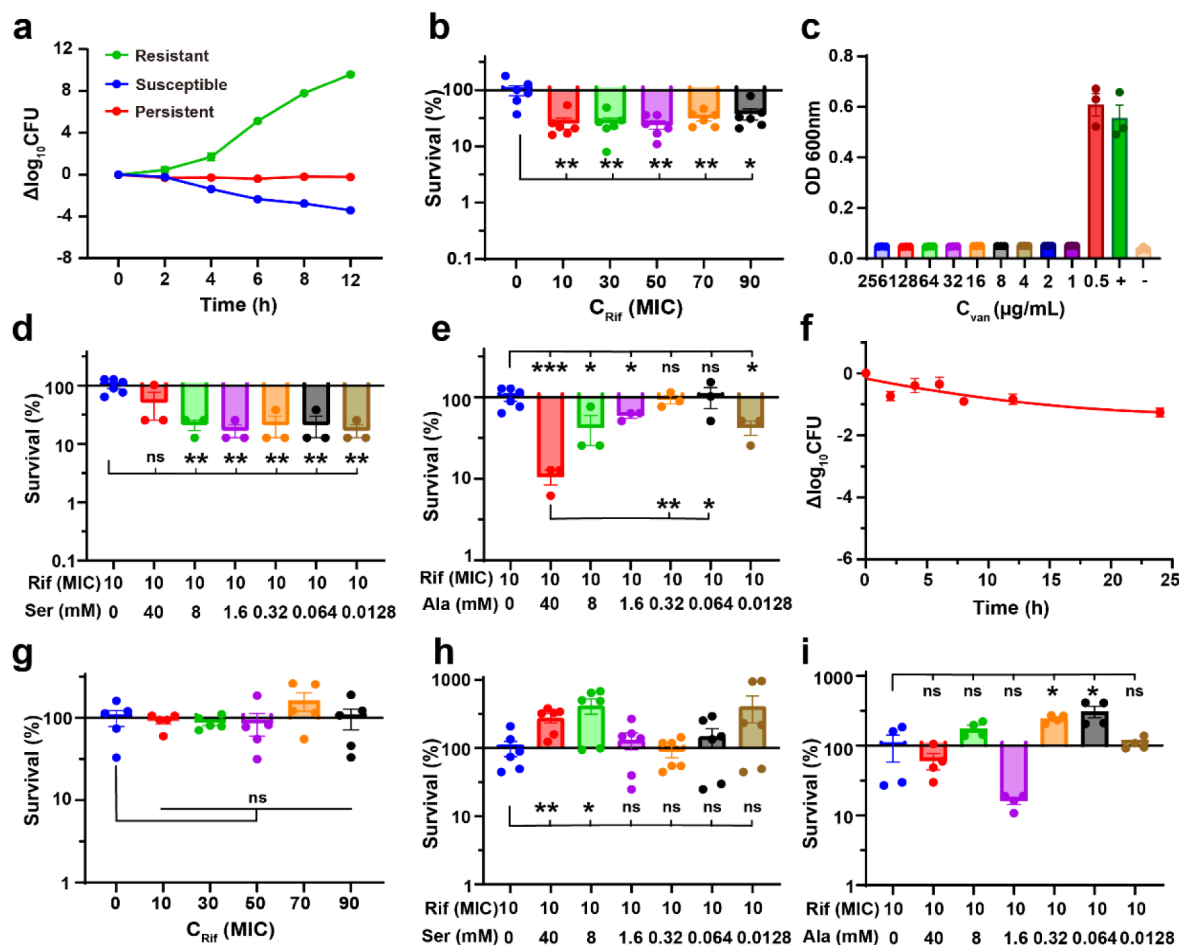 a
12
8
4
0
-4
-8
Δlog10CFU
Resistant
Susceptible
Persistent
0 2 4 6 8 12
Time (h)
b
100
10
1
0.1
Survival (%)
** ** ** ** *
0 10 30 50 70 90
CRif (MIC)
c
0.8
0.6
0.4
0.2
0.0
OD 600nm
256 128 64 32 16 8 4 2 1 0.5 + -
Cvan (μg/mL)
d
100
10
1
0.1
Survival (%)
ns ** ** ** ** **
Rif (MIC) 10 10 10 10 10 10 10
Ser (mM) 0 40 8 1.6 0.32 0.064 0.0128
e
*** * * ns ns *
100
10
1
Survival (%)
** *
Rif (MIC) 10 10 10 10 10 10 10
Ala (mM) 0 40 8 1.6 0.32 0.064 0.0128
f
0
-2
-4
-6
Δlog10CFU
0 5 10 15 20 25
Time (h)
g
1000
100
10
1
Survival (%)
ns
0 10 30 50 70 90
CRif (MIC)
h
1000
100
10
1
Survival (%)
** * ns ns ns ns
Rif (MIC) 10 10 10 10 10 10 10
Ser (mM) 0 40 8 1.6 0.32 0.064 0.0128
i
1000
100
10
1
Survival (%)
ns ns ns * * ns
Rif (MIC) 10 10 10 10 10 10 10
Ala (mM) 0 40 8 1.6 0.32 0.064 0.0128